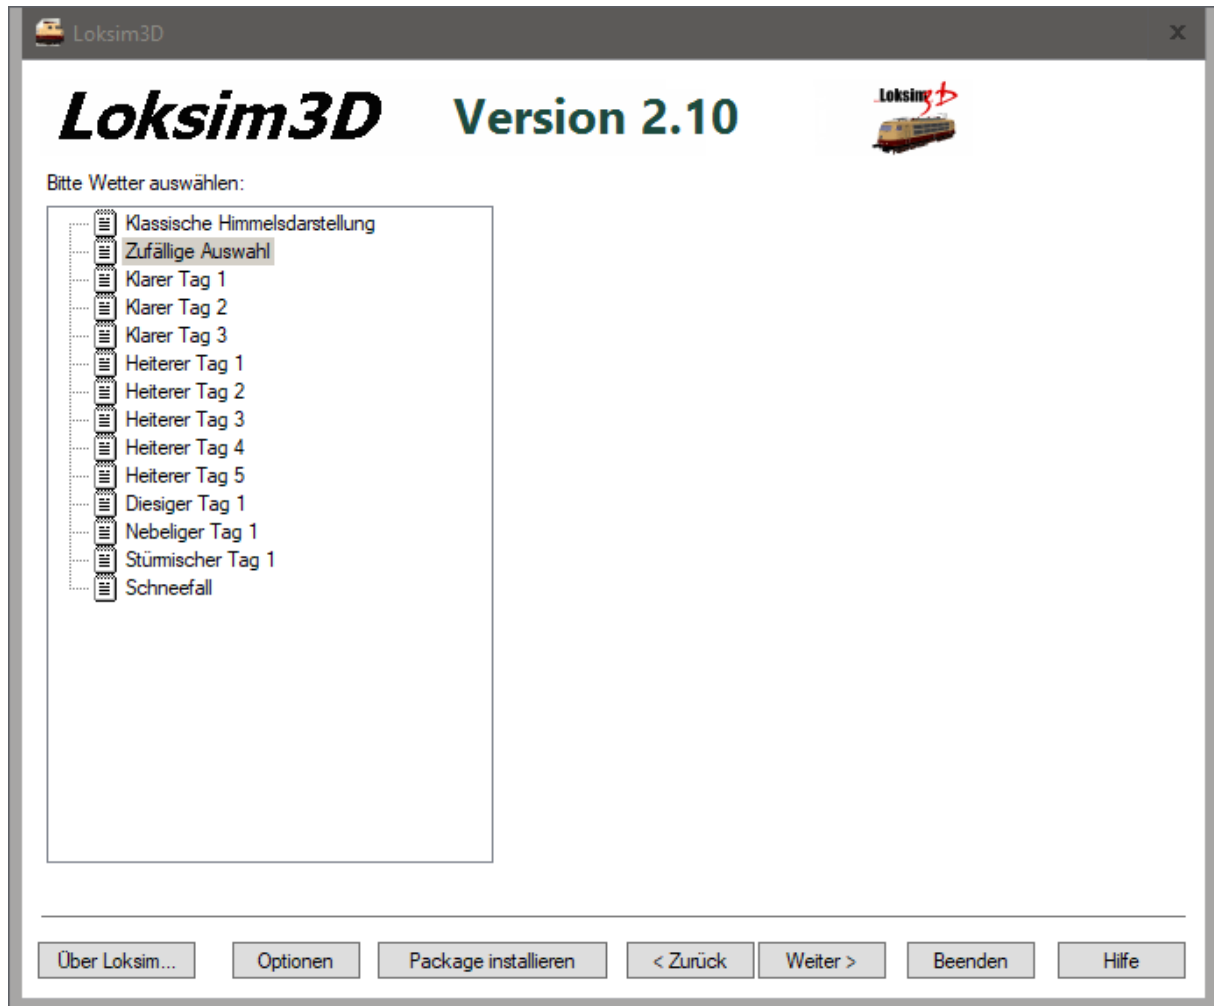 Loksim3D
Loksim3D Version 2.10
Loksim3D
Bitte Wetter auswählen:
Klassische Himmelsdarstellung
Zufällige Auswahl
Klarer Tag 1
Klarer Tag 2
Klarer Tag 3
Heiterer Tag 1
Heiterer Tag 2
Heiterer Tag 3
Heiterer Tag 4
Heiterer Tag 5
Diesiger Tag 1
Nebeliger Tag 1
Stürmischer Tag 1
Schneefall
Über Loksim... Optionen Package installieren < Zurück Weiter > Beenden Hilfe